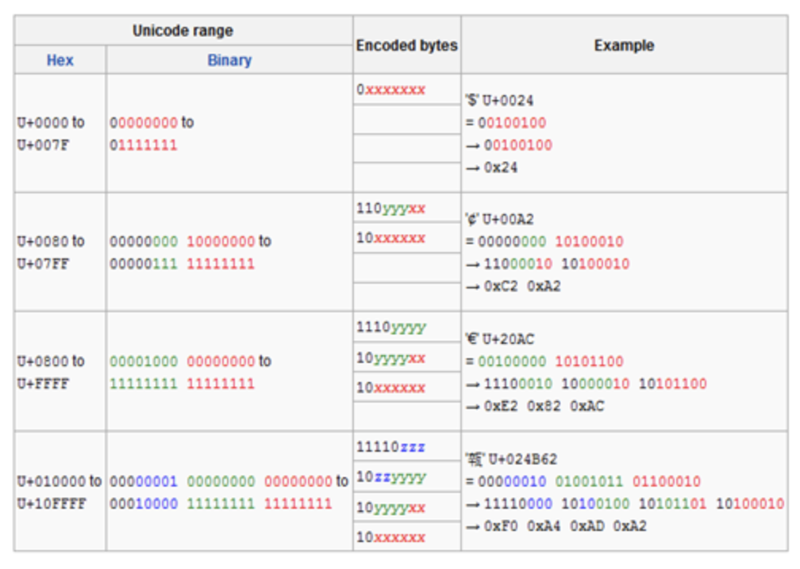 Unicode range
Hex Binary Encoded bytes Example
U+0000 to
U+007F
00000000 to
01111111
0xxxxxxx
'$' U+0024
= 00100100
→ 00100100
→ 0x24
U+0080 to
U+07FF
00000000 10000000 to
00000111 11111111
110yyyxx
10xxxxxx
'¢' U+00A2
= 00000000 10100010
→ 11000010 10100010
→ 0xC2 0xA2
U+0800 to
U+FFFF
00001000 00000000 to
11111111 11111111
1110yyyy
10yyyyxx
10xxxxxx
'€' U+20AC
= 00100000 10101100
→ 11100010 10000010 10101100
→ 0xE2 0x82 0xAC
U+010000 to
U+10FFFF
00000001 00000000 00000000 to
00010000 11111111 11111111
11110zzz
10zzyyyy
10yyyyxx
10xxxxxx
'𤭢' U+024B62
= 00000010 01001011 01100010
→ 11110000 10100100 10101101 10100010
→ 0xF0 0xA4 0xAD 0xA2